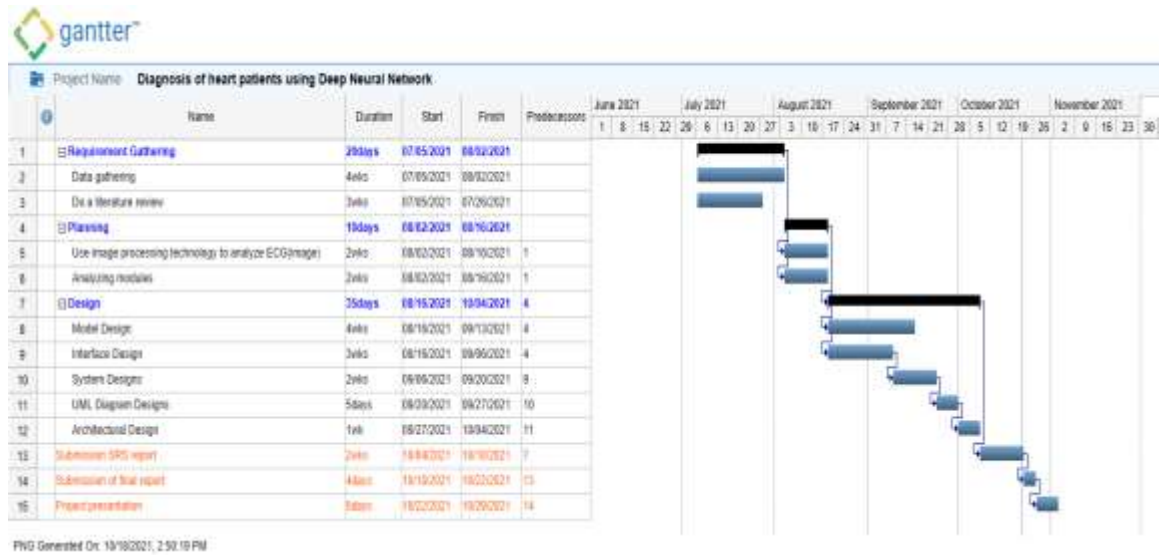 gantter™
Project Name Diagnosis of heart patients using Deep Neural Network
Name Duration Start Finish Predecessors June 2021 July 2021 August 2021 September 2021 October 2021 November 2021
1 8 15 22 29 6 13 20 27 3 10 17 24 31 7 14 21 28 5 12 19 26 2 9 16 23 30
1 Requirement Gathering 20days 07/05/2021 08/02/2021
2 Data gathering 4wks 07/05/2021 08/02/2021
3 Do a literature review 3wks 07/05/2021 07/26/2021
4 Planning 10days 08/02/2021 08/16/2021
5 Use image processing technology to analyze ECG(image) 2wks 08/02/2021 08/16/2021 1
6 Analyzing modules 2wks 08/02/2021 08/16/2021 1
7 Design 35days 08/16/2021 10/04/2021 4
8 Model Design 4wks 08/16/2021 09/13/2021 4
9 Interface Design 3wks 08/16/2021 09/06/2021 4
10 System Designs 2wks 09/06/2021 09/20/2021 9
11 UML Diagram Designs 5days 09/20/2021 09/27/2021 10
12 Architectural Design 1wk 09/27/2021 10/04/2021 11
13 Submission SRS report 2wks 10/04/2021 7
14 Submission of final report 4days 10/22/2021 13
15 Project presentation 10/22/2021 10/29/2021 14
PNG Generated On: 10/18/2021, 2:50:19 PM